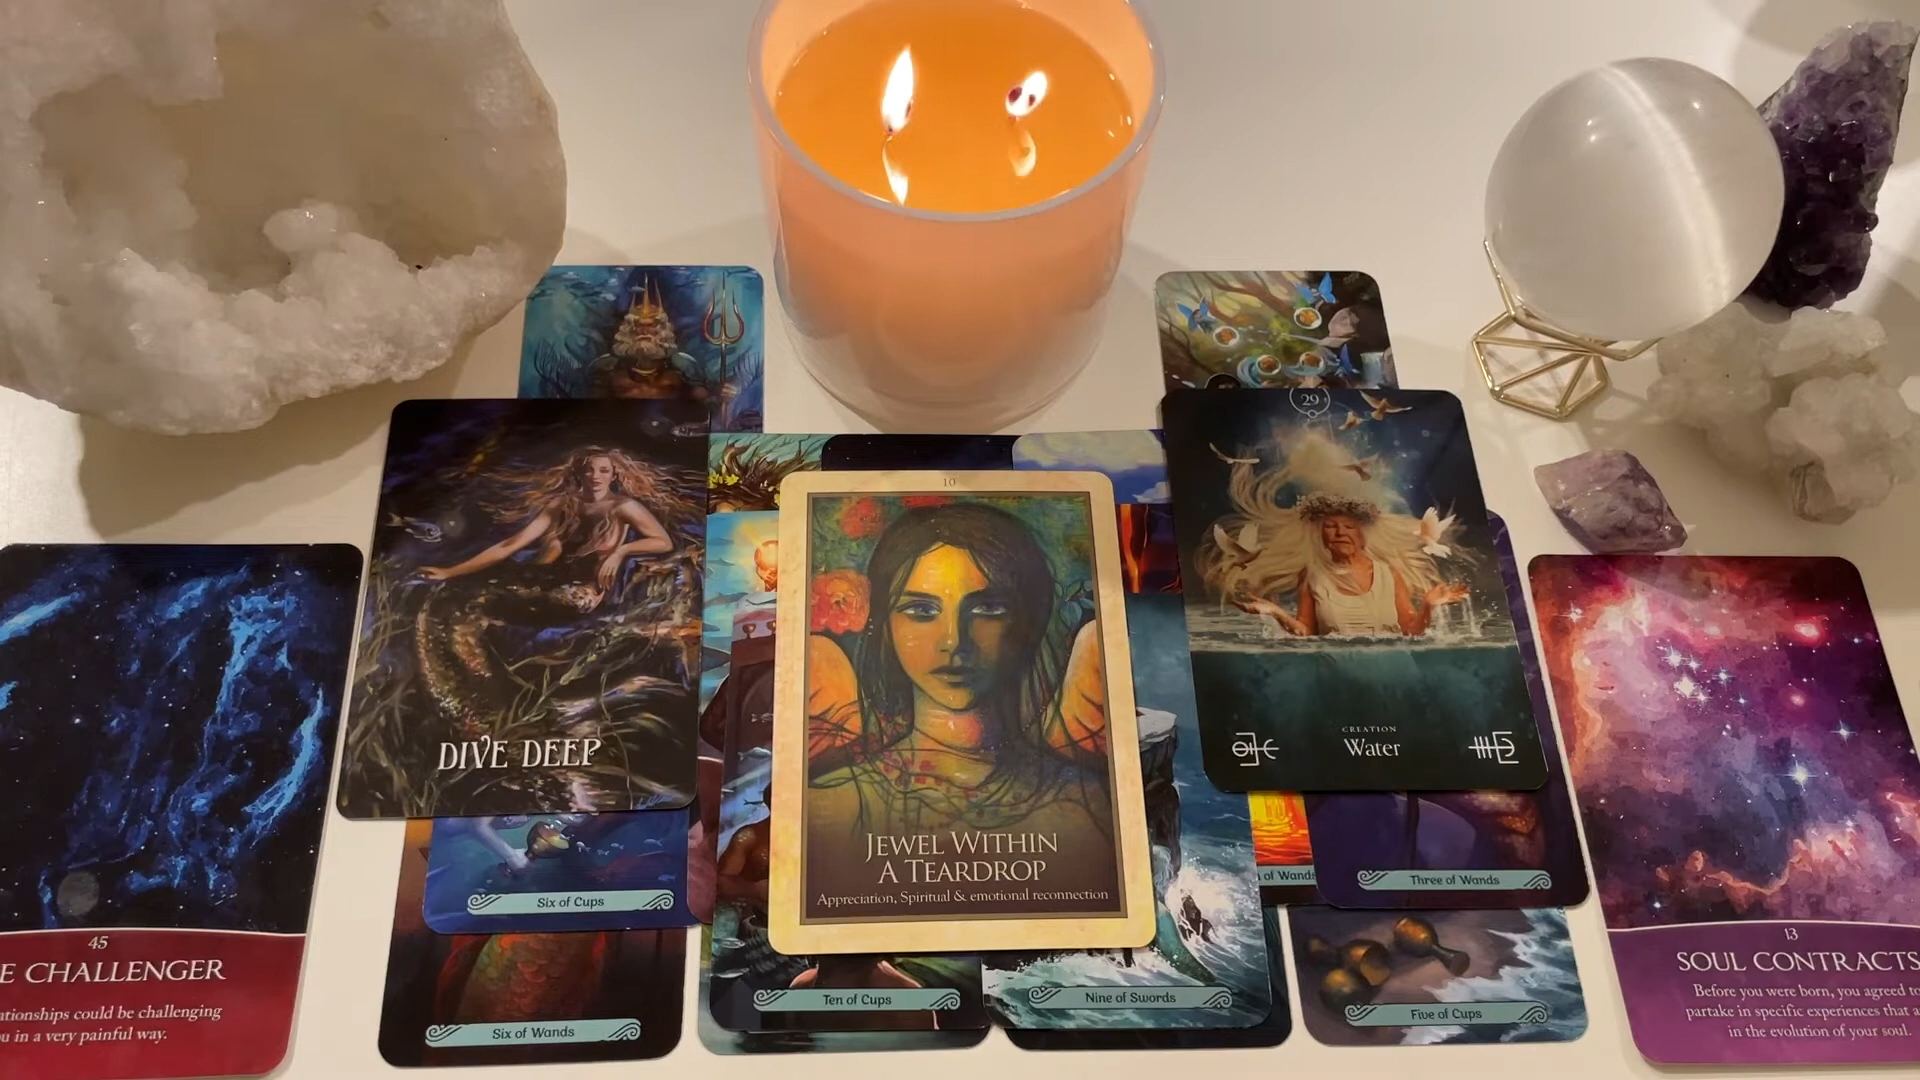 10
JEWEL WITHIN
A TEARDROP
Appreciation, Spiritual & emotional reconnection
DIVE DEEP
29
CREATION
Water
45
E CHALLENGER
ationships could be challenging
u in a very painful way.
13
SOUL CONTRACTS
Before you were born, you agreed to
partake in specific experiences that a
in the evolution of your soul.
Six of Cups
Six of Wands
Ten of Cups
Nine of Swords
of Wands
Three of Wands
Five of Cups